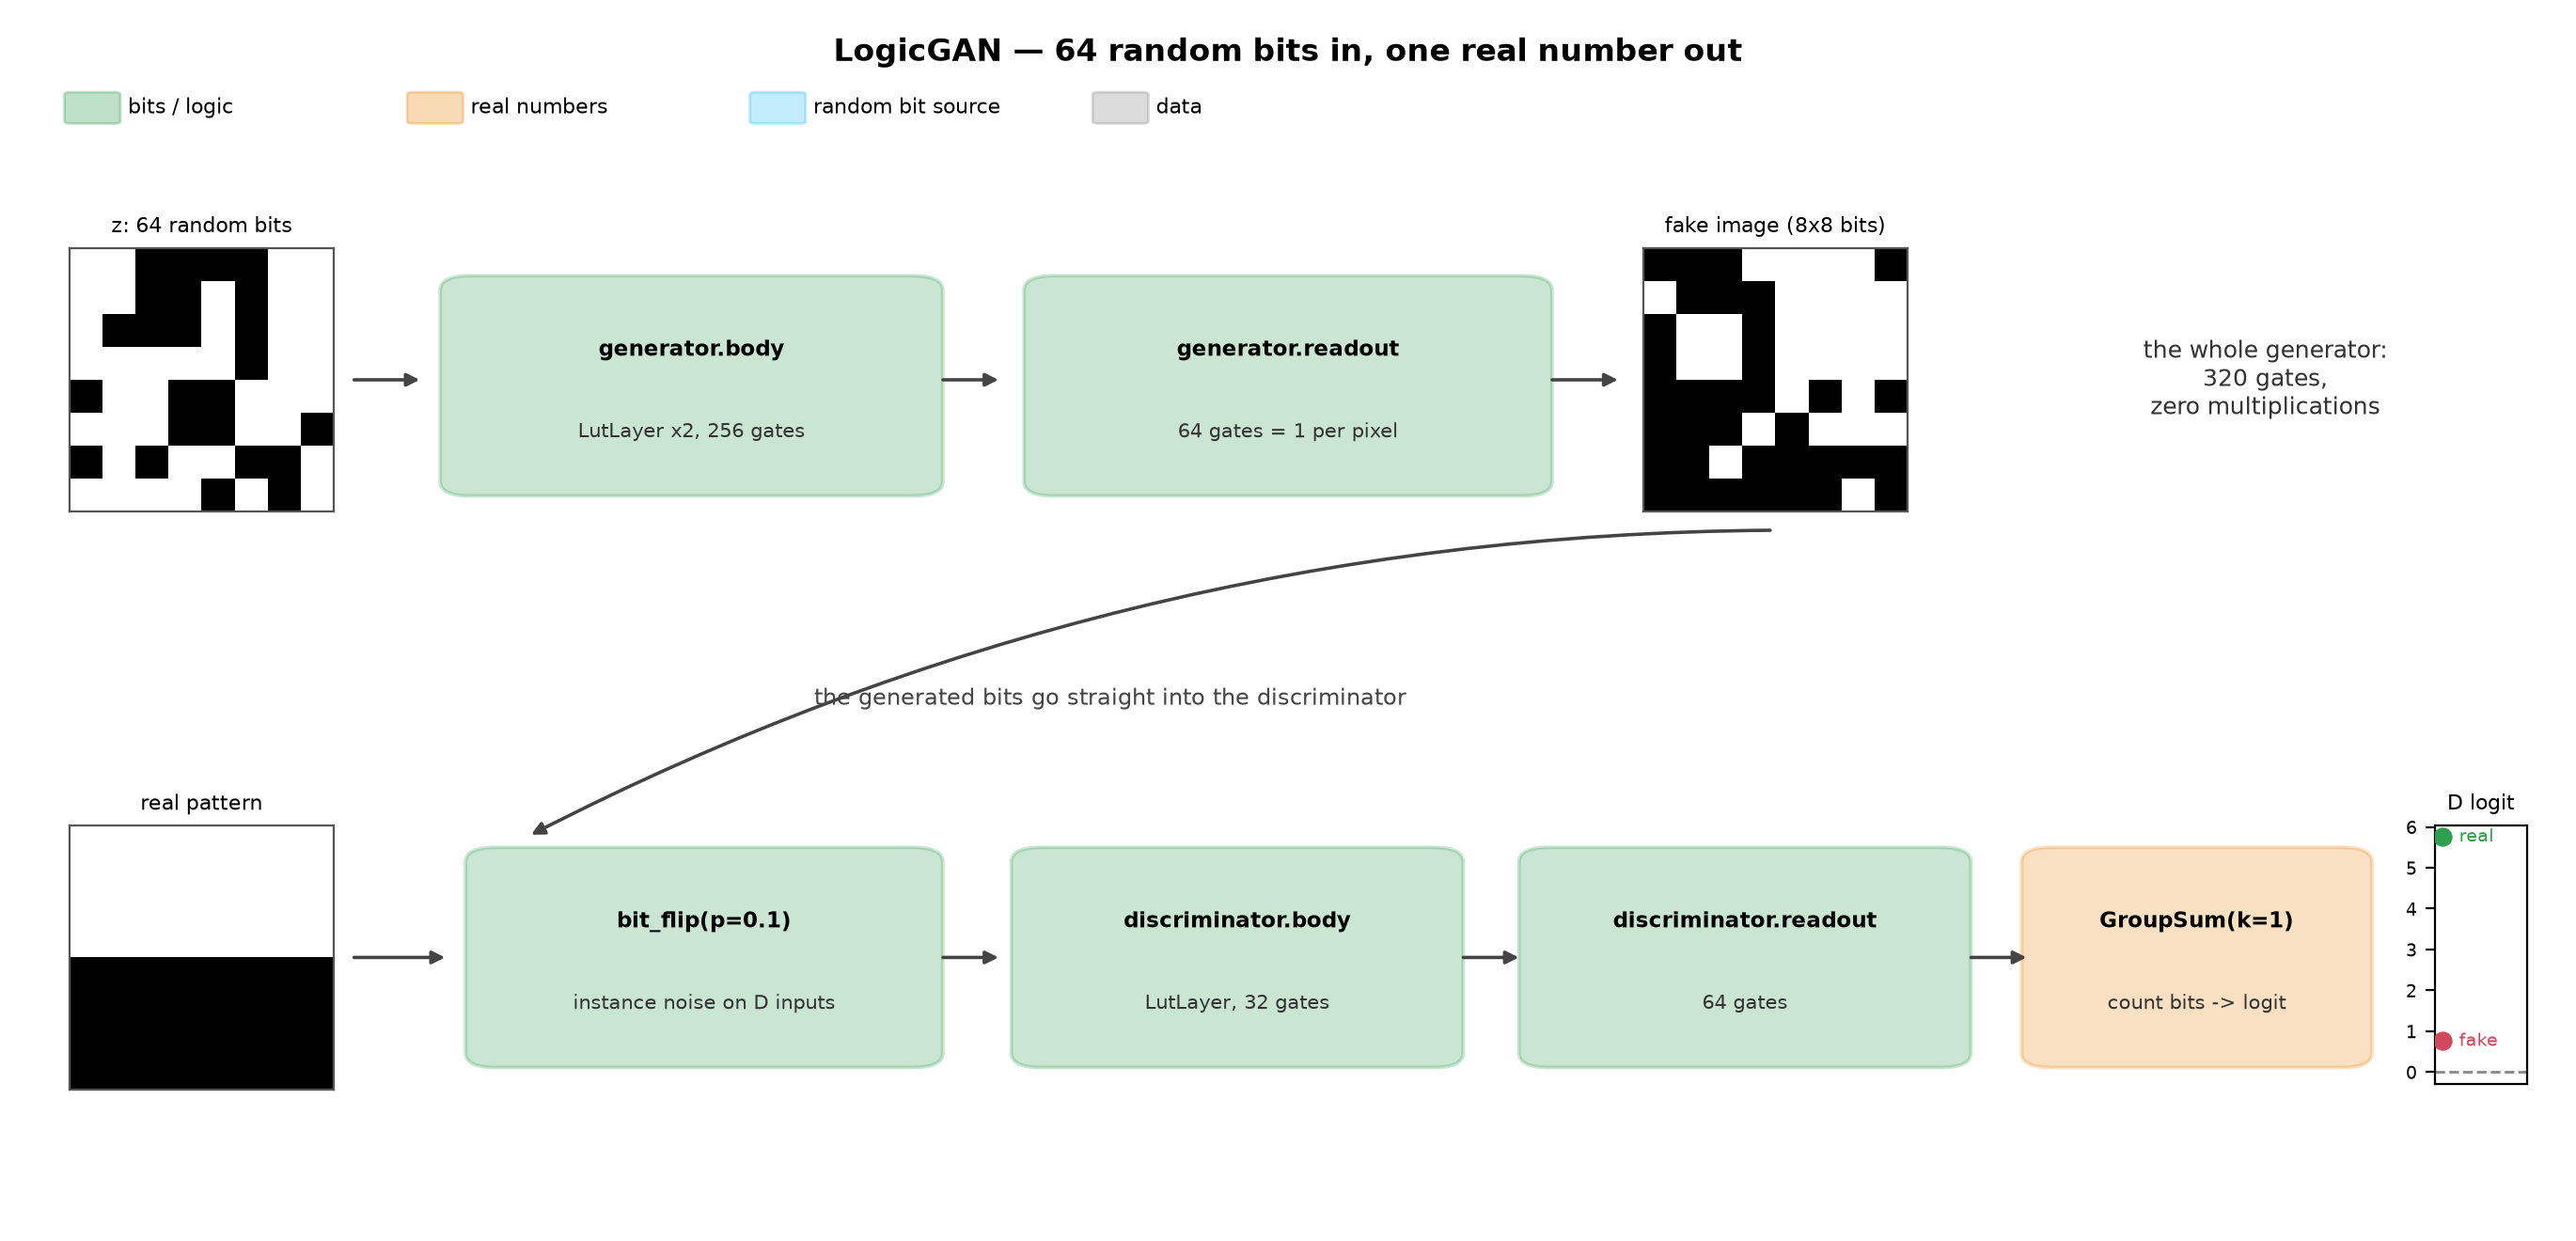 LogicGAN — 64 random bits in, one real number out
bits / logic
real numbers
random bit source
data
z: 64 random bits
fake image (8x8 bits)
generator.body
LutLayer x2, 256 gates
generator.readout
64 gates = 1 per pixel
the whole generator:
320 gates,
zero multiplications
the generated bits go straight into the discriminator
real pattern
bit_flip(p=0.1)
instance noise on D inputs
discriminator.body
LutLayer, 32 gates
discriminator.readout
64 gates
GroupSum(k=1)
count bits -> logit
D logit
6
real
5
4
3
2
1
fake
0